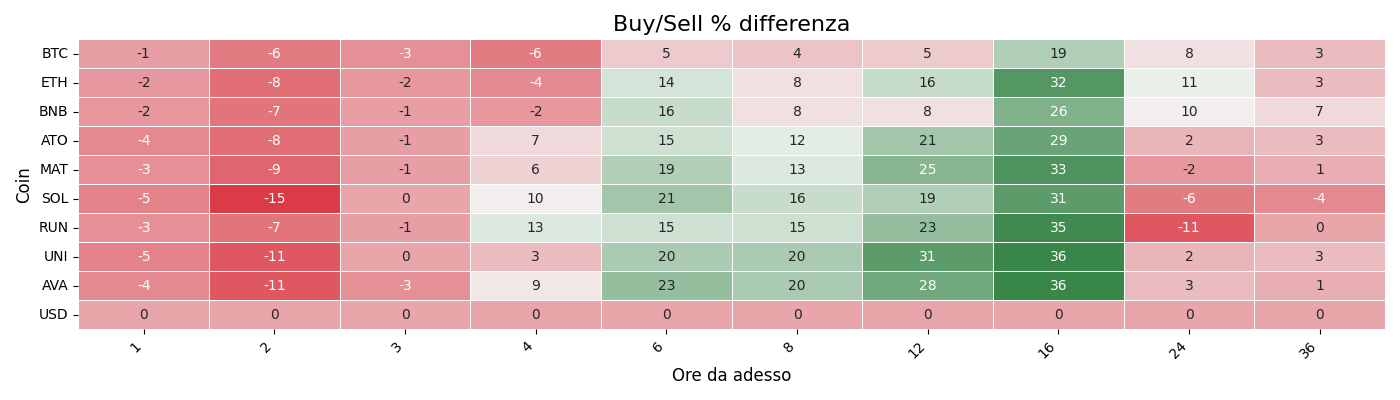 Buy/Sell % differenza
Coin
BTC -1 -6 -3 -6 5 4 5 19 8 3
ETH -2 -8 -2 -4 14 8 16 32 11 3
BNB -2 -7 -1 -2 16 8 8 26 10 7
ATO -4 -8 -1 7 15 12 21 29 2 3
MAT -3 -9 -1 6 19 13 25 33 -2 1
SOL -5 -15 0 10 21 16 19 31 -6 -4
RUN -3 -7 -1 13 15 15 23 35 -11 0
UNI -5 -11 0 3 20 20 31 36 2 3
AVA -4 -11 -3 9 23 20 28 36 3 1
USD 0 0 0 0 0 0 0 0 0 0
1 2 3 4 6 8 12 16 24 36
Ore da adesso